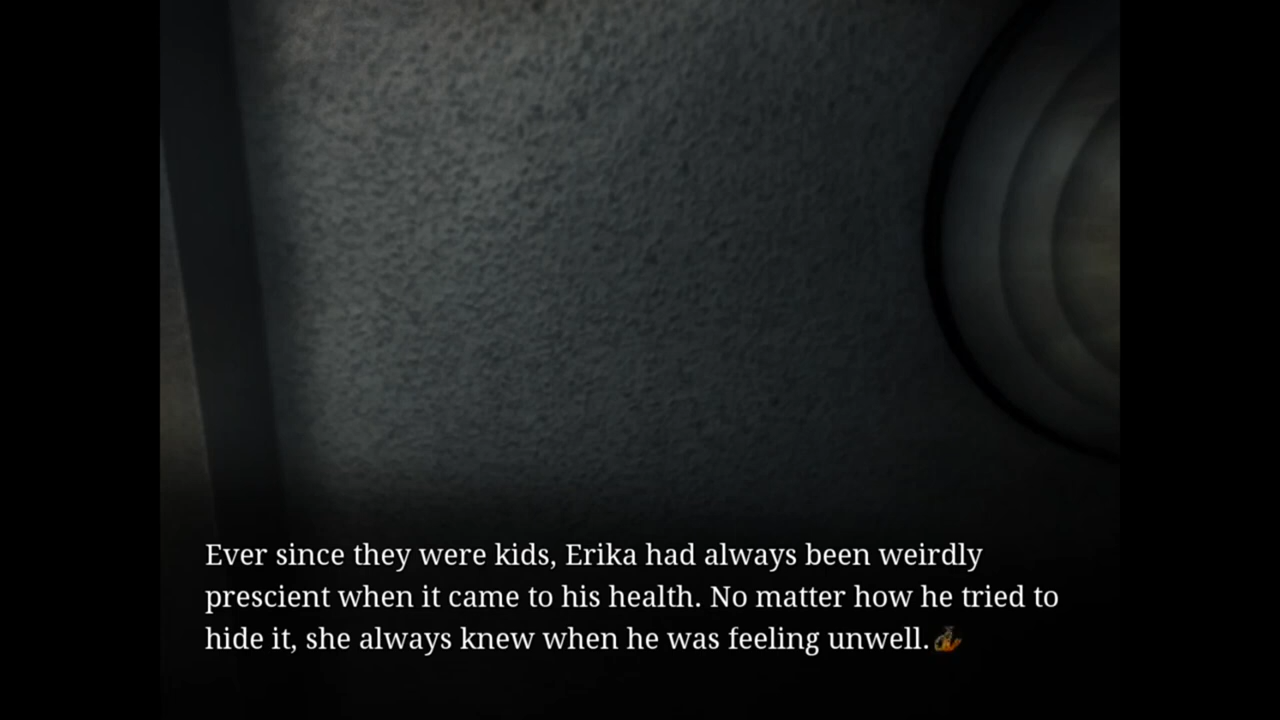 Ever since they were kids, Erika had always been weirdly
prescient when it came to his health. No matter how he tried to
hide it, she always knew when he was feeling unwell.